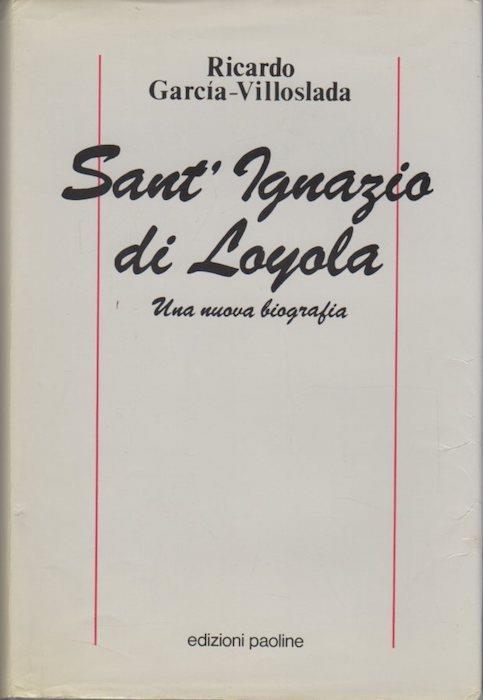 Ricardo
García-Villoslada
Sant' Ignazio
di Loyola
Una nuova biografia
edizioni paoline